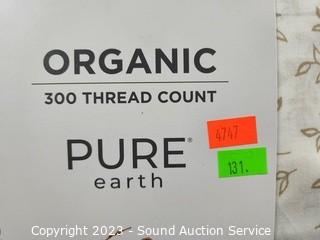 ORGANIC
300 THREAD COUNT
4747
PURE®
131.
earth
Copyright 2023 - Sound Auction Service